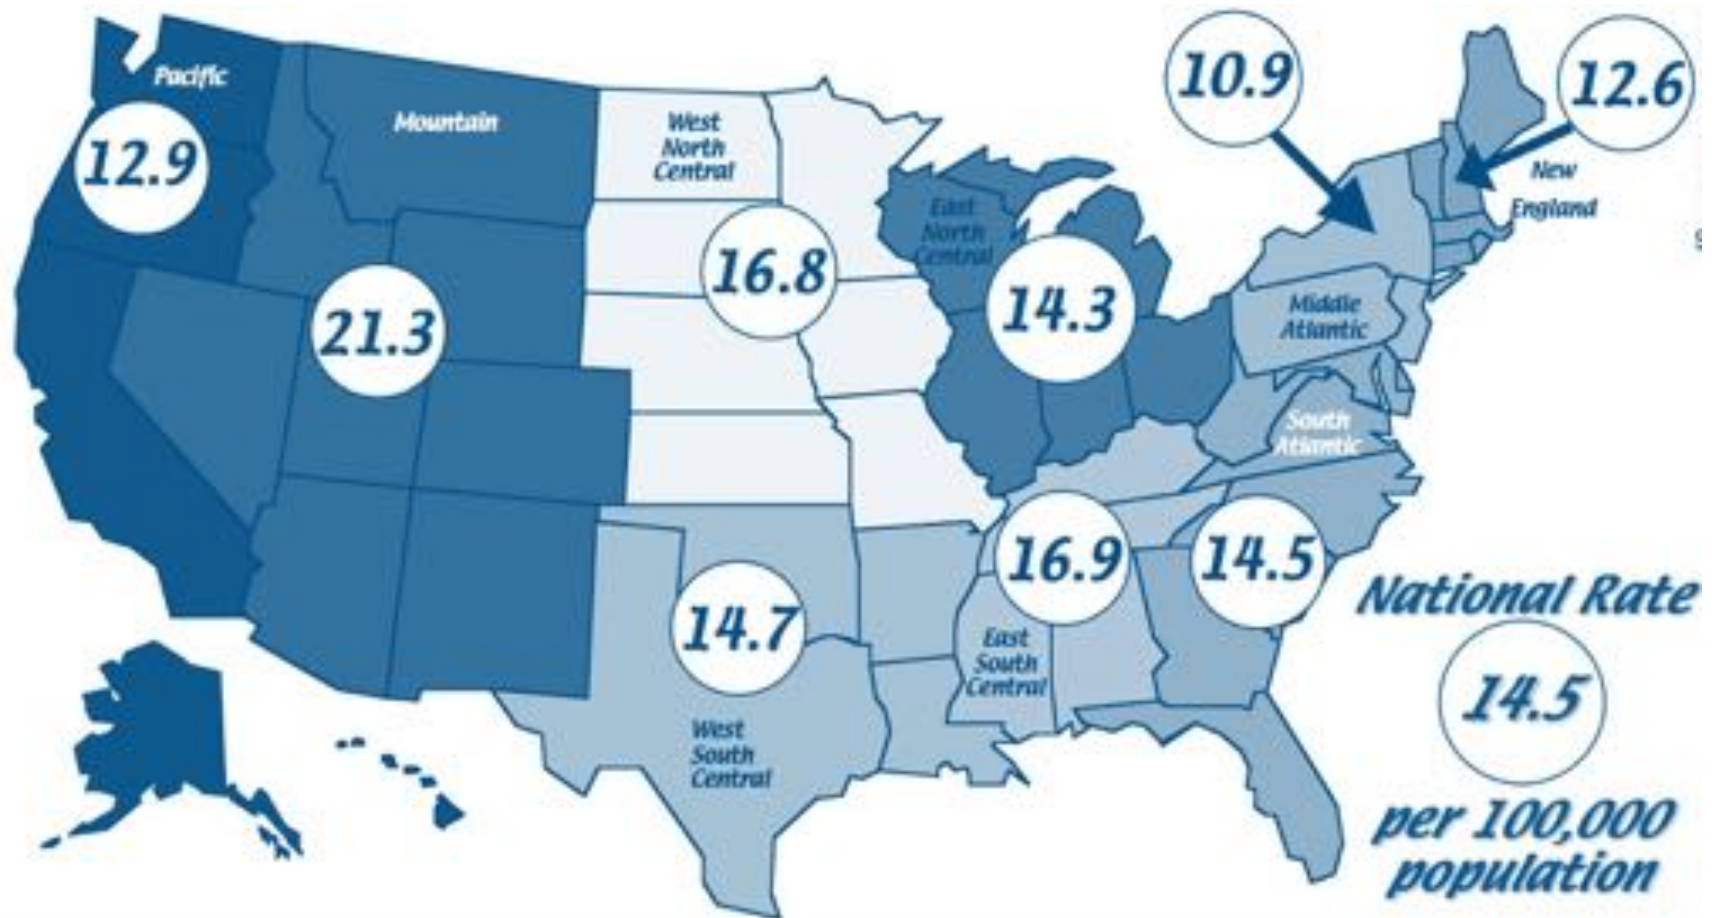 10.9
12.6
Pacific
Mountain
West
North
Central
12.9
New
England
East
North
Central
16.8
21.3
14.3
Middle
Atlantic
South
Atlantic
16.9
14.5
14.7
East
South
Central
West
South
Central
National Rate
14.5
per 100,000
population